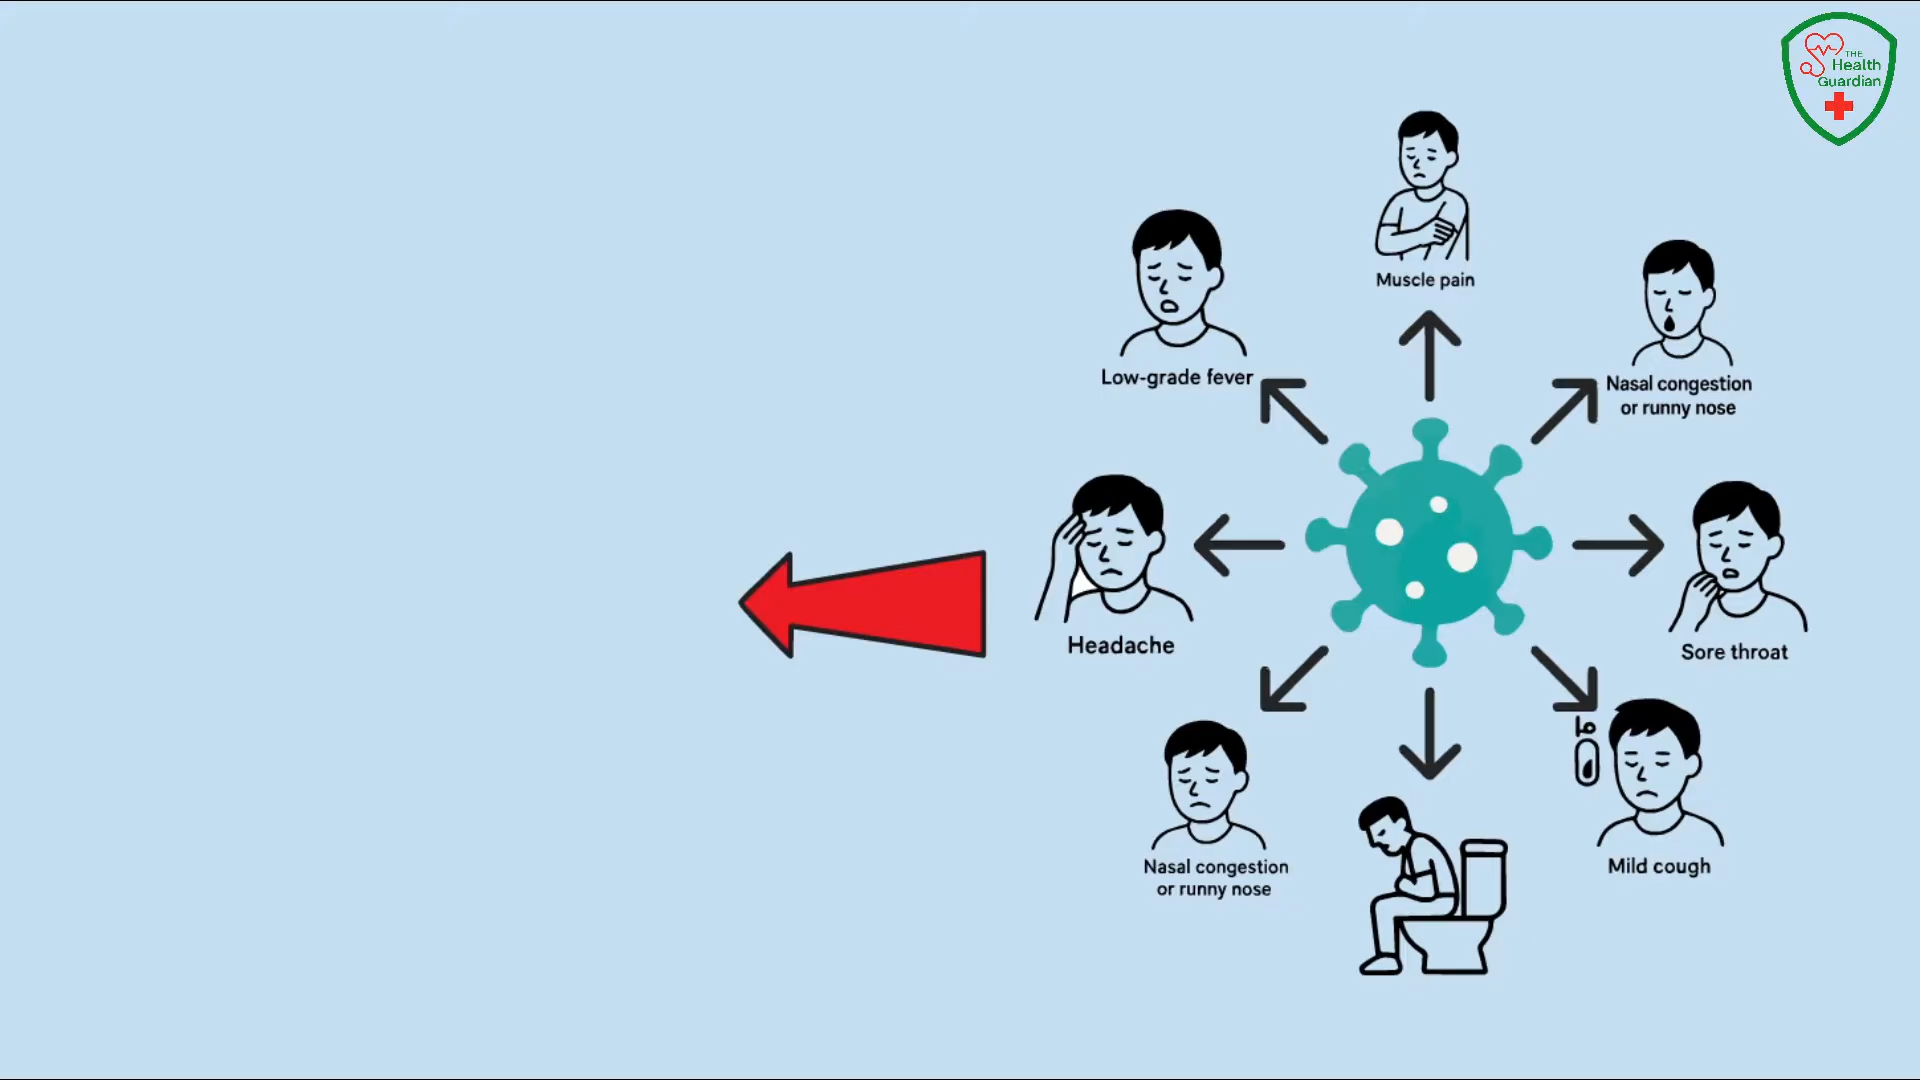 THE
Health
Guardian
Muscle pain
Low-grade fever
Nasal congestion
or runny nose
Headache
Sore throat
Nasal congestion
or runny nose
Mild cough